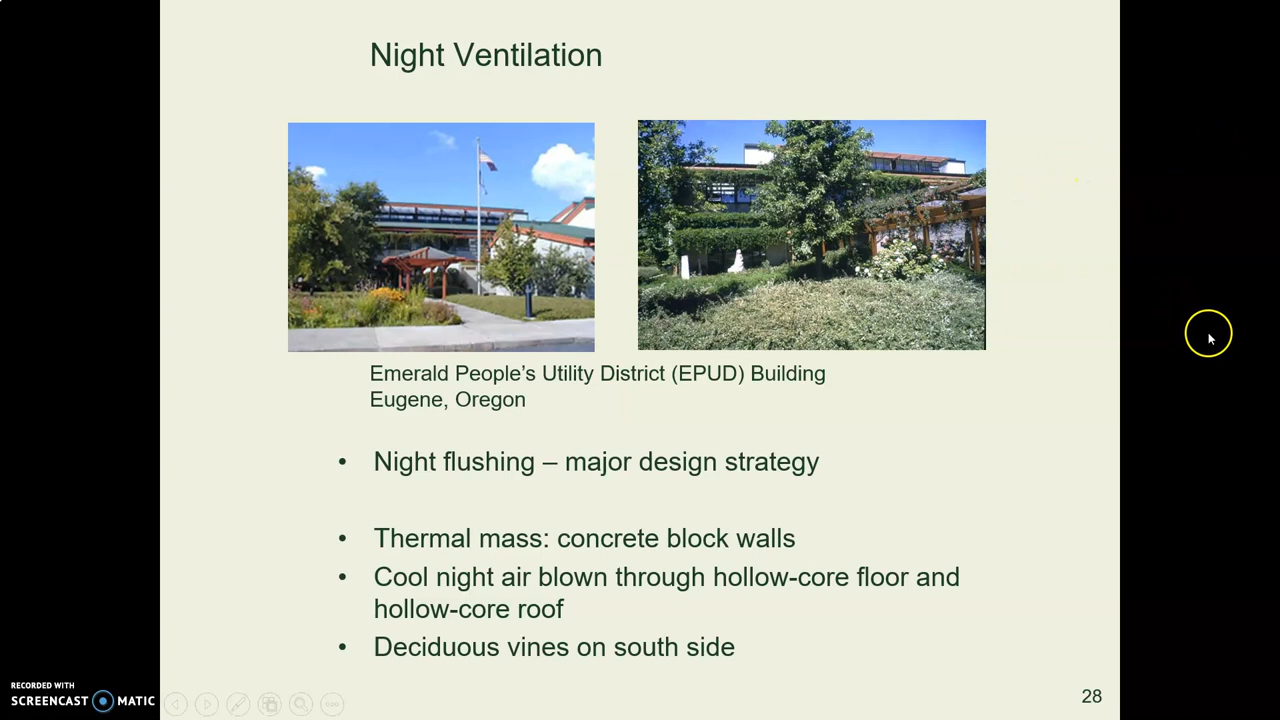 Night Ventilation
Emerald People’s Utility District (EPUD) Building
Eugene, Oregon
• Night flushing – major design strategy
• Thermal mass: concrete block walls
• Cool night air blown through hollow-core floor and
hollow-core roof
• Deciduous vines on south side
28
RECORDED WITH
SCREENCAST MATIC